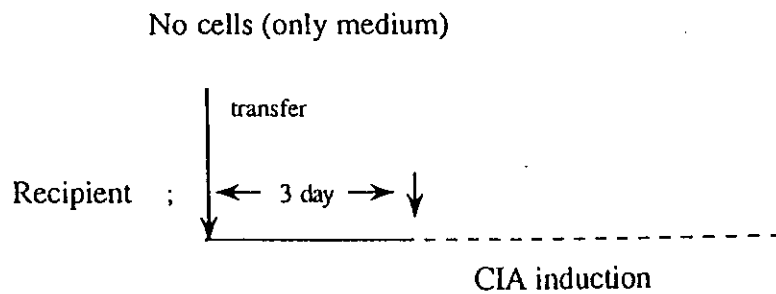 No cells (only medium)
transfer
Recipient ; 3 day
CIA induction